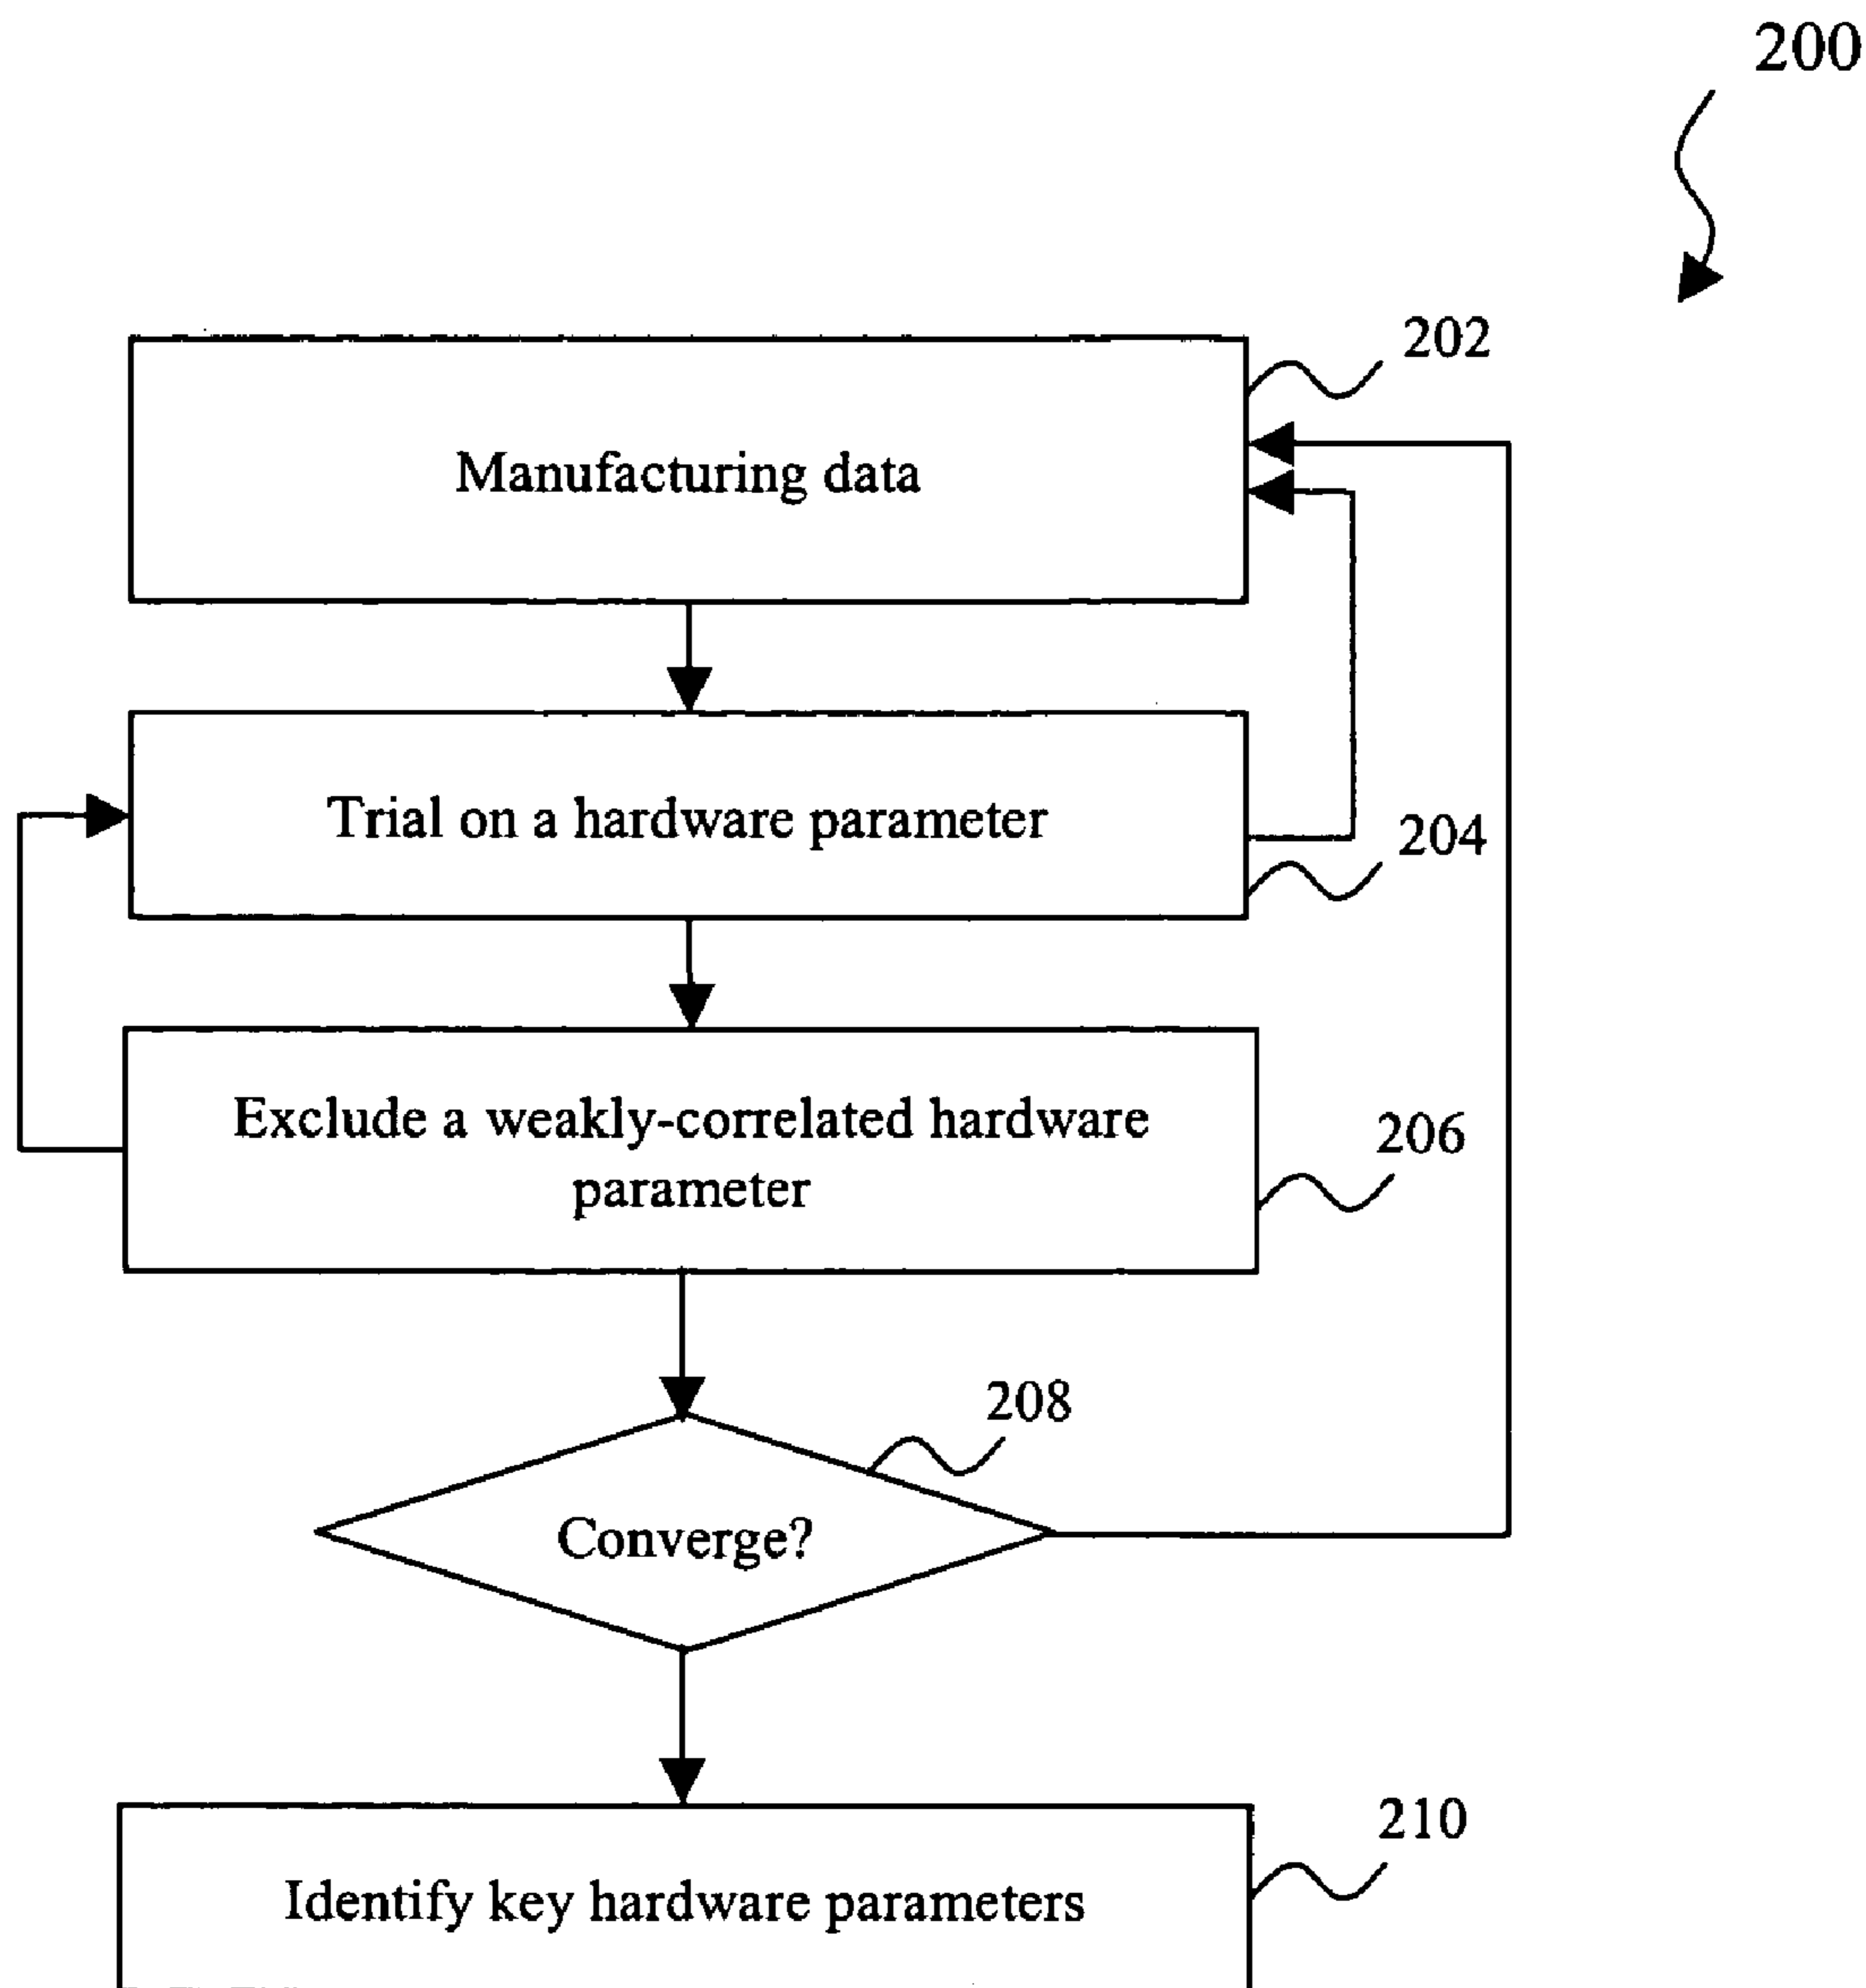 200
202
Manufacturing data
Trial on a hardware parameter
204
Exclude a weakly-correlated hardware
parameter
206
208
Converge?
210
Identify key hardware parameters